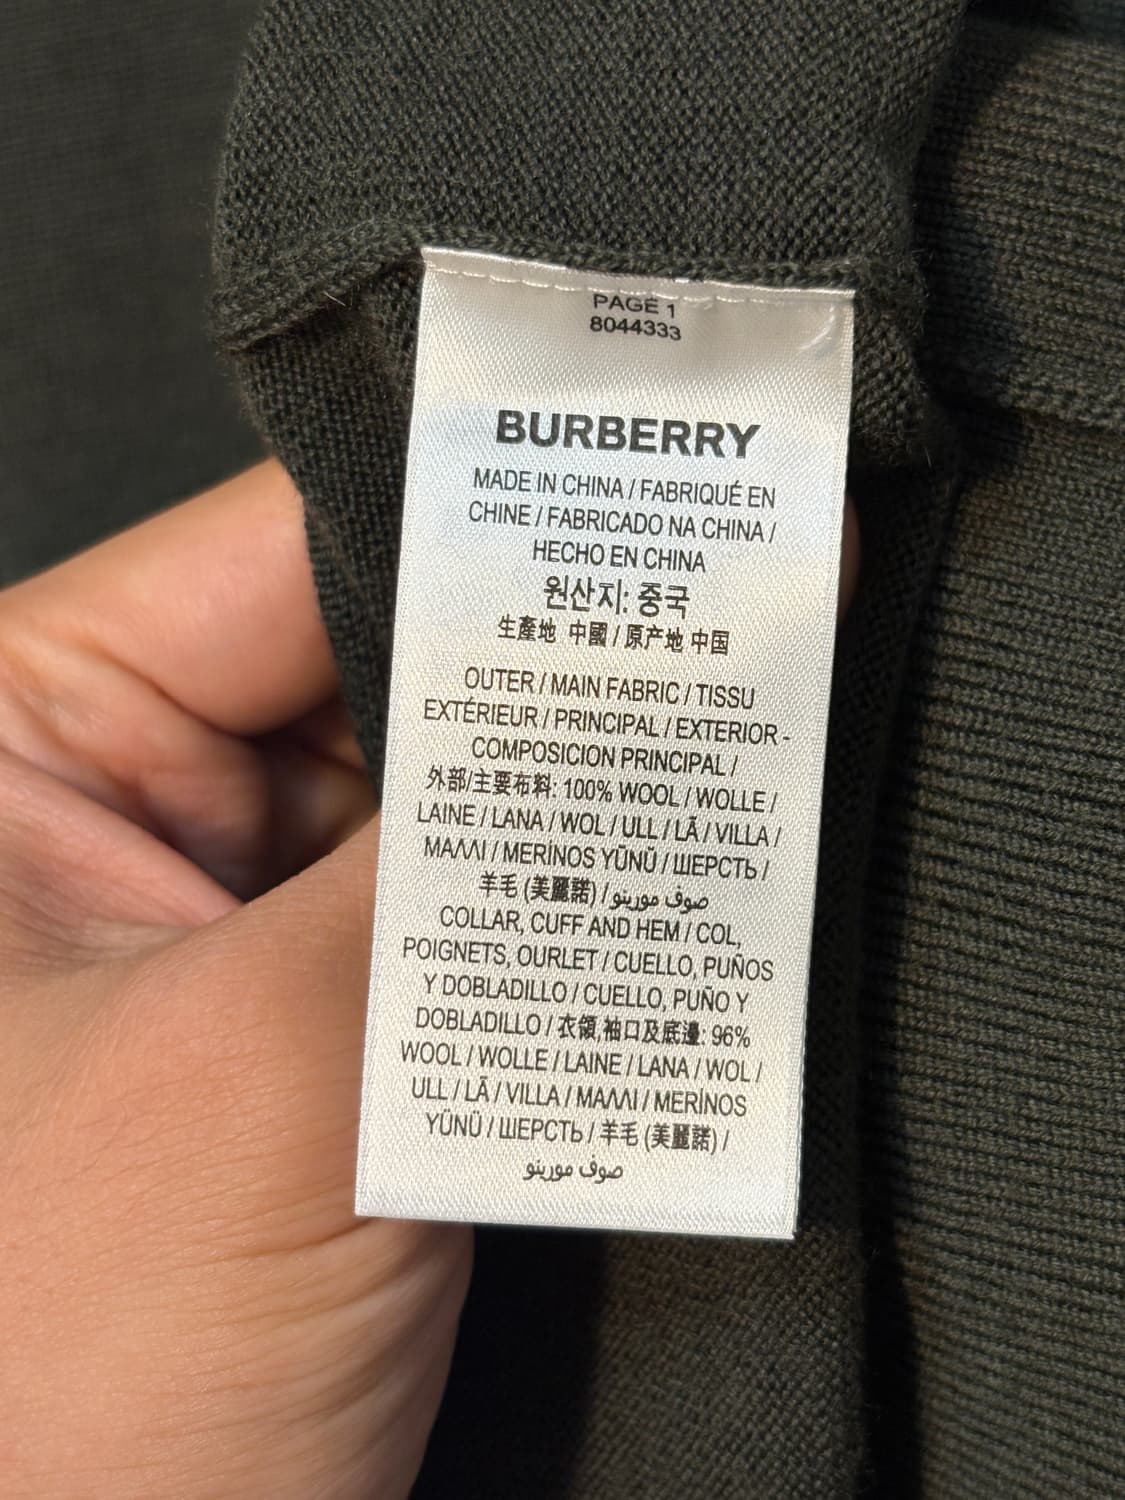 PAGE 1
8044333
BURBERRY
MADE IN CHINA / FABRIQUÉ EN
CHINE / FABRICADO NA CHINA /
HECHO EN CHINA
원산지: 중국
生產地 中國 / 原产地 中国
OUTER / MAIN FABRIC / TISSU
EXTÉRIEUR / PRINCIPAL / EXTERIOR -
COMPOSICION PRINCIPAL /
外部/主要布料: 100% WOOL / WOLLE /
LAINE / LANA / WOL / ULL / LÃ / VILLA /
ΜΑΛΛΙ / MERİNOS YÜNÜ / ШЕРСТЬ /
羊毛 (美麗諾) / صوف مورينو
COLLAR, CUFF AND HEM / COL,
POIGNETS, OURLET / CUELLO, PUÑOS
Y DOBLADILLO / CUELLO, PUÑO Y
DOBLADILLO / 衣領,袖口及底邊: 96%
WOOL / WOLLE / LAINE / LANA / WOL /
ULL / LÃ / VILLA / ΜΑΛΛΙ / MERİNOS
YÜNÜ / ШЕРСТЬ / 羊毛 (美麗諾) /
صوف مورينو